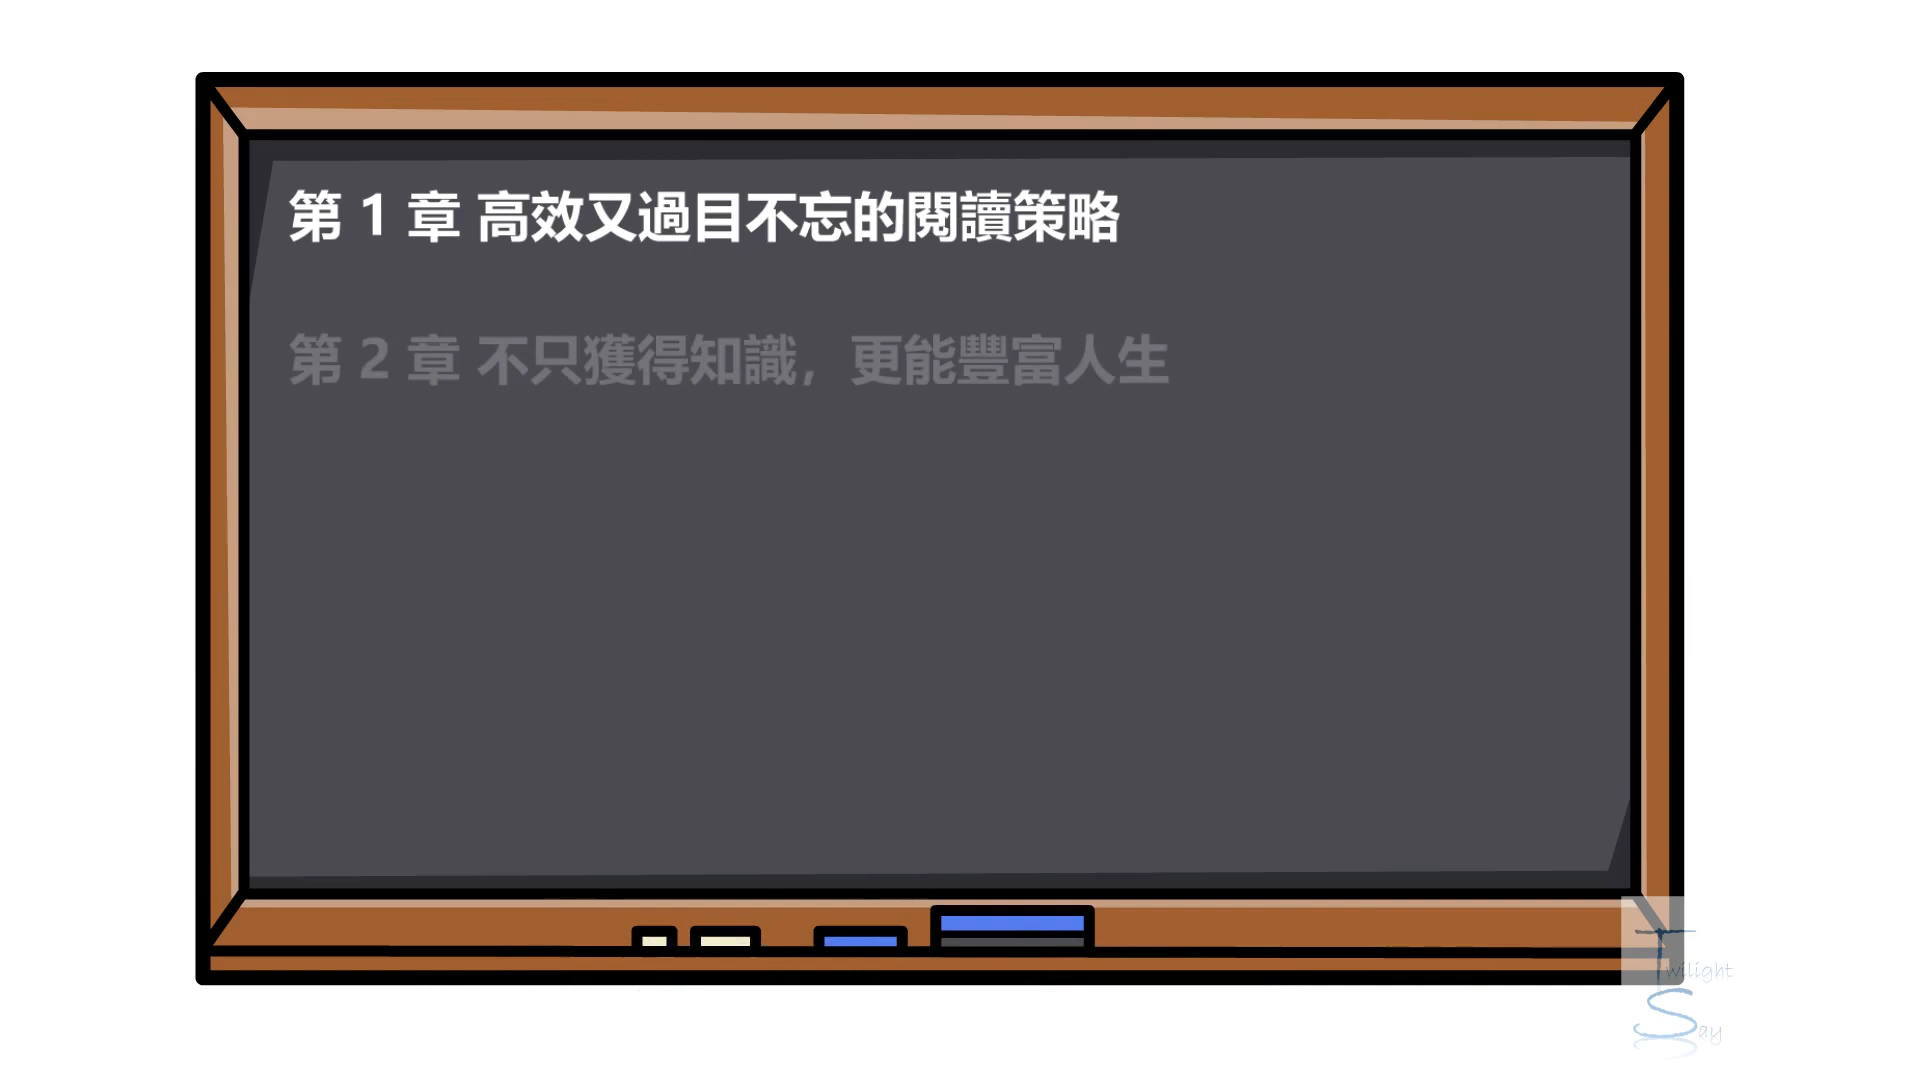 第 1 章 高效又過目不忘的閱讀策略
第 2 章 不只獲得知識，更能豐富人生
Twilight
Say